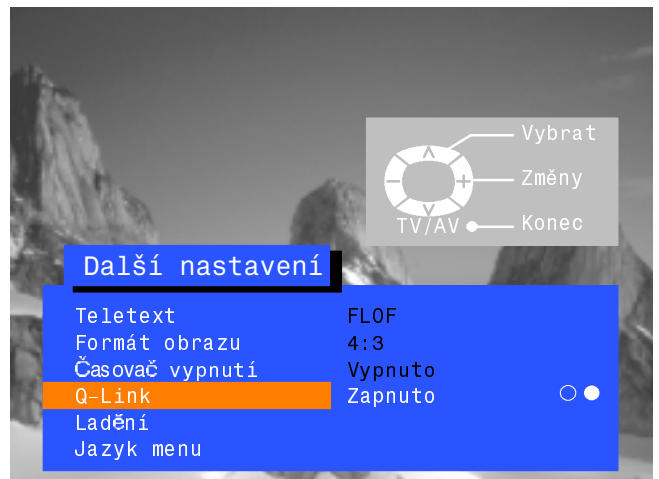 Vybrat
Změny
TV/AV Konec
Další nastavení
Teletext FLOF
Formát obrazu 4:3
Časovač vypnutí Vypnuto
Q-Link Zapnuto
Ladění
Jazyk menu